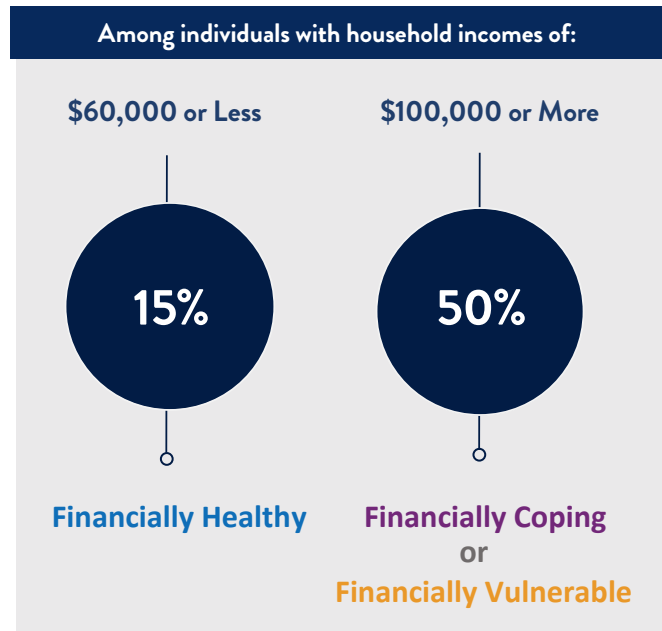 Among individuals with household incomes of:
$60,000 or Less
15%
Financially Healthy
$100,000 or More
50%
Financially Coping
or
Financially Vulnerable